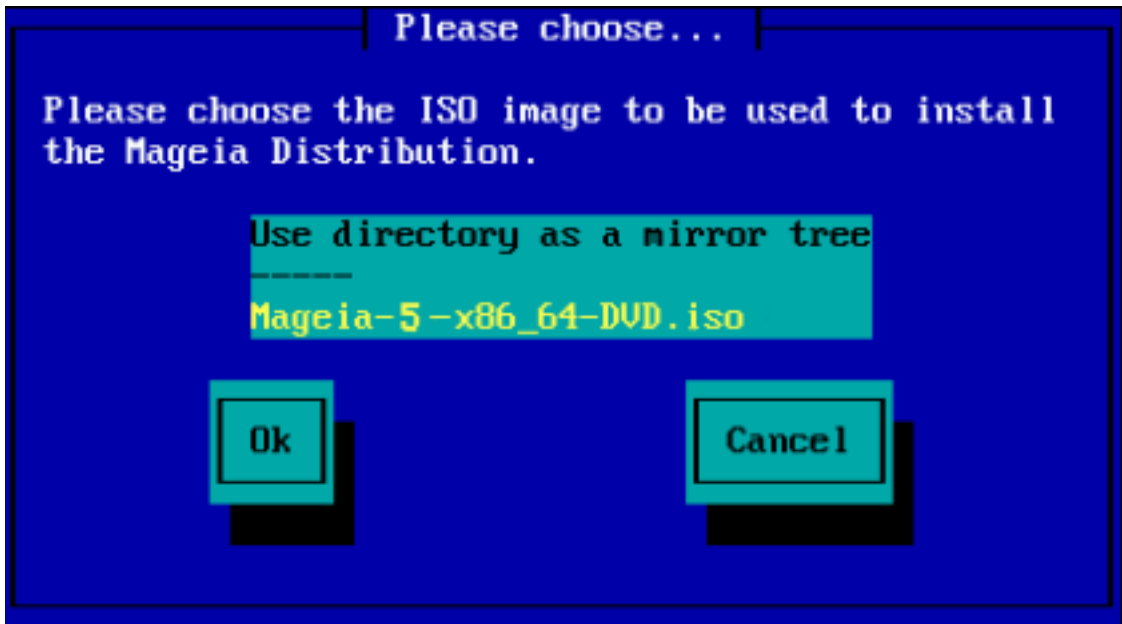 Please choose...
Please choose the ISO image to be used to install
the Mageia Distribution.
Use directory as a mirror tree
-----
Mageia-5-x86_64-DVD.iso
Ok Cancel